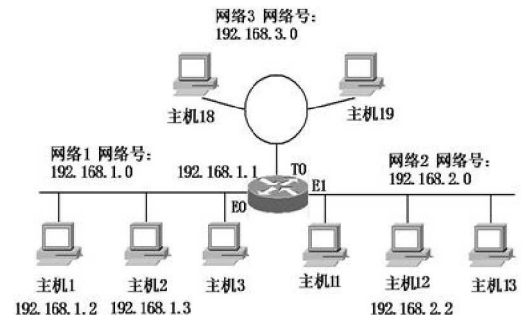 网络3 网络号:
192.168.3.0
主机18
主机19
网络1 网络号:
192.168.1.0
192.168.1.1
T0
网络2 网络号:
192.168.2.0
E0
E1
主机1
主机2
主机3
主机11
主机12
主机13
192.168.1.2
192.168.1.3
192.168.2.2